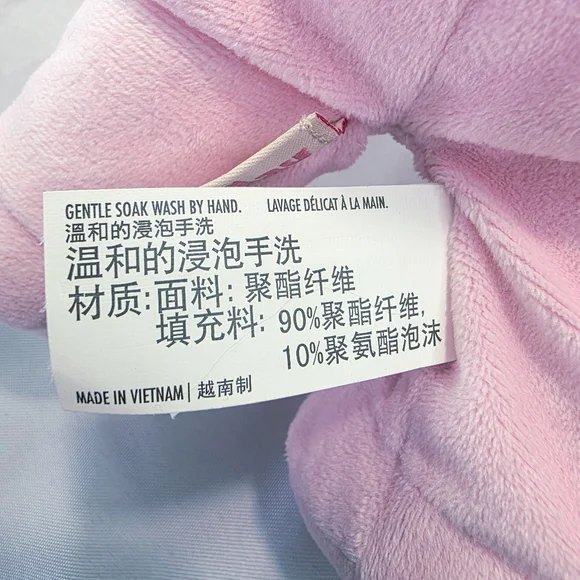 GENTLE SOAK WASH BY HAND. LAVAGE DÉLICAT À LA MAIN.
溫和的浸泡手洗
温和的浸泡手洗
材质:面料: 聚酯纤维
填充料: 90%聚酯纤维,
10%聚氨酯泡沫
MADE IN VIETNAM | 越南制